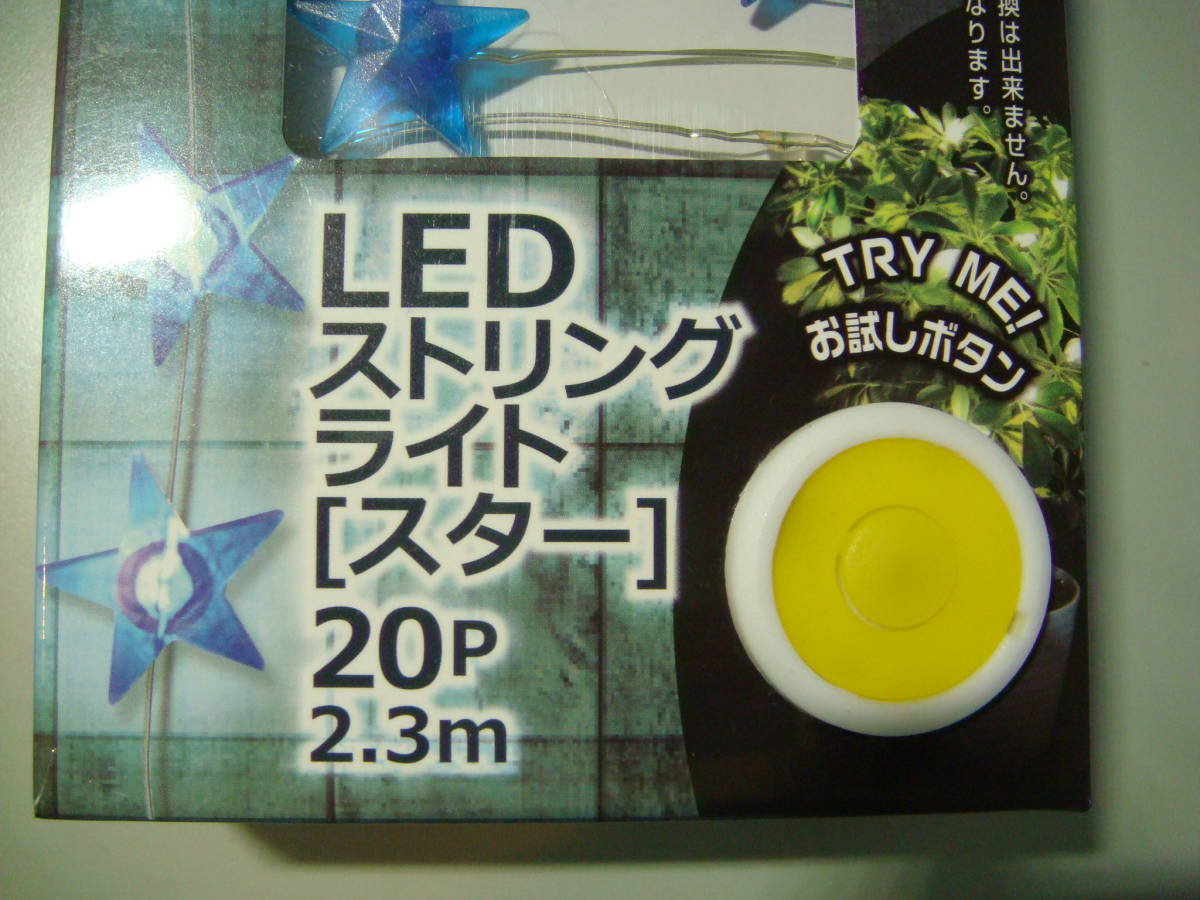 換は出来ません。
なります。
TRY ME!
お試しボタン
LED
ストリング
ライト
[スター]
20P
2.3m